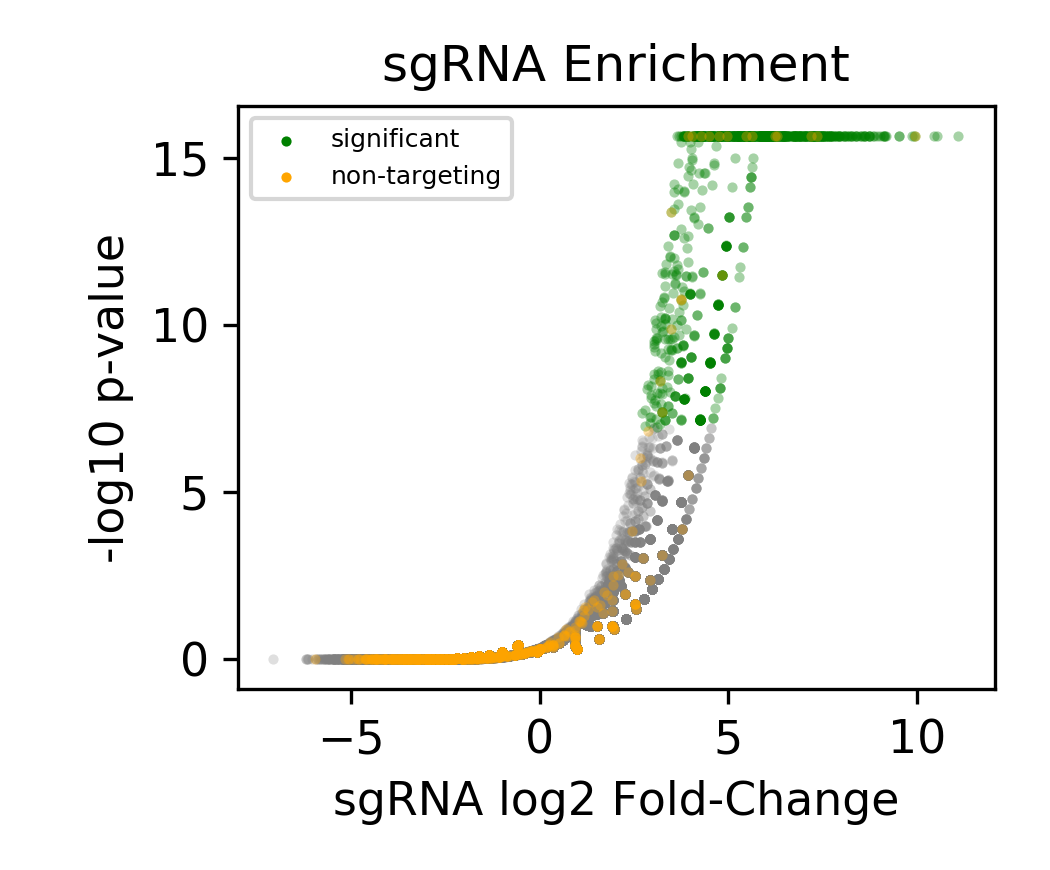 sgRNA Enrichment
significant
non-targeting
15
10
5
0
-log10 p-value
−5 0 5 10
sgRNA log2 Fold-Change